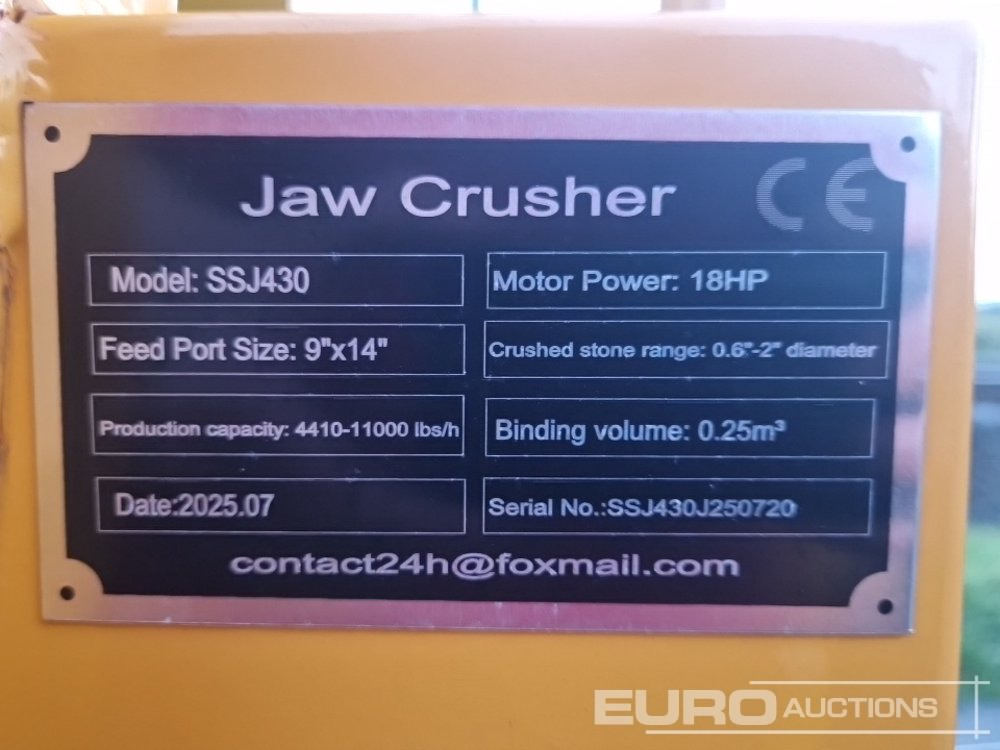 Jaw Crusher CE
Model: SSJ430
Motor Power: 18HP
Feed Port Size: 9"x14"
Crushed stone range: 0.6"-2" diameter
Production capacity: 4410-11000 lbs/h
Binding volume: 0.25m³
Date:2025.07
Serial No.:SSJ430J250720
contact24h@foxmail.com
EURO AUCTIONS